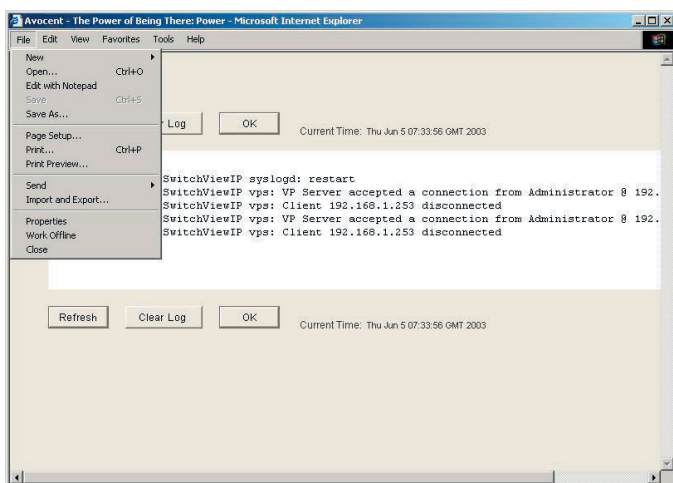 Avocent - The Power of Being There: Power - Microsoft Internet Explorer
File Edit View Favorites Tools Help
New
Open... Ctrl+O
Edit with Notepad
Save Ctrl+S
Save As...
Page Setup...
Print... Ctrl+P
Print Preview...
Send
Import and Export...
Properties
Work Offline
Close
Log OK Current Time: Thu Jun 5 07:33:56 GMT 2003
SwitchViewIP syslogd: restart
SwitchViewIP vps: VP Server accepted a connection from Administrator @ 192.
SwitchViewIP vps: Client 192.168.1.253 disconnected
SwitchViewIP vps: VP Server accepted a connection from Administrator @ 192.
SwitchViewIP vps: Client 192.168.1.253 disconnected
Refresh Clear Log OK Current Time: Thu Jun 5 07:33:56 GMT 2003